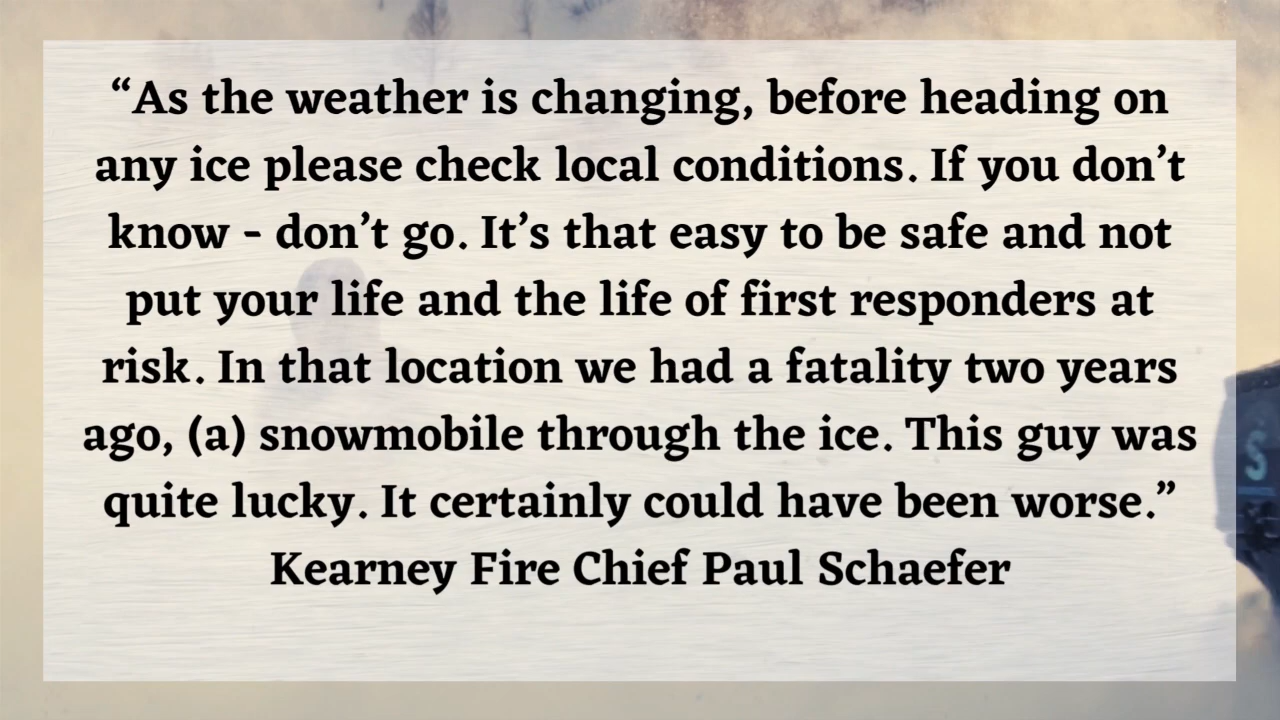 “As the weather is changing, before heading on
any ice please check local conditions. If you don’t
know - don’t go. It’s that easy to be safe and not
put your life and the life of first responders at
risk. In that location we had a fatality two years
ago, (a) snowmobile through the ice. This guy was
quite lucky. It certainly could have been worse.”
Kearney Fire Chief Paul Schaefer
S